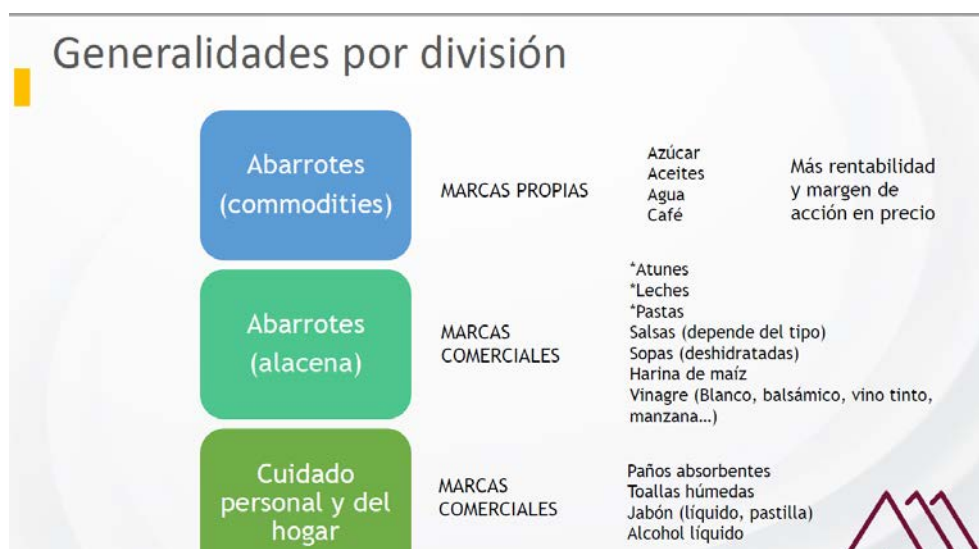 Generalidades por división
Abarrotes
(commodities)
MARCAS PROPIAS
Azúcar
Aceites
Agua
Café
Más rentabilidad
y margen de
acción en precio
Abarrotes
(alacena)
MARCAS
COMERCIALES
*Atunes
*Leches
*Pastas
Salsas (depende del tipo)
Sopas (deshidratadas)
Harina de maíz
Vinagre (Blanco, balsámico, vino tinto,
manzana…)
Cuidado
personal y del
hogar
MARCAS
COMERCIALES
Paños absorbentes
Toallas húmedas
Jabón (líquido, pastilla)
Alcohol líquido